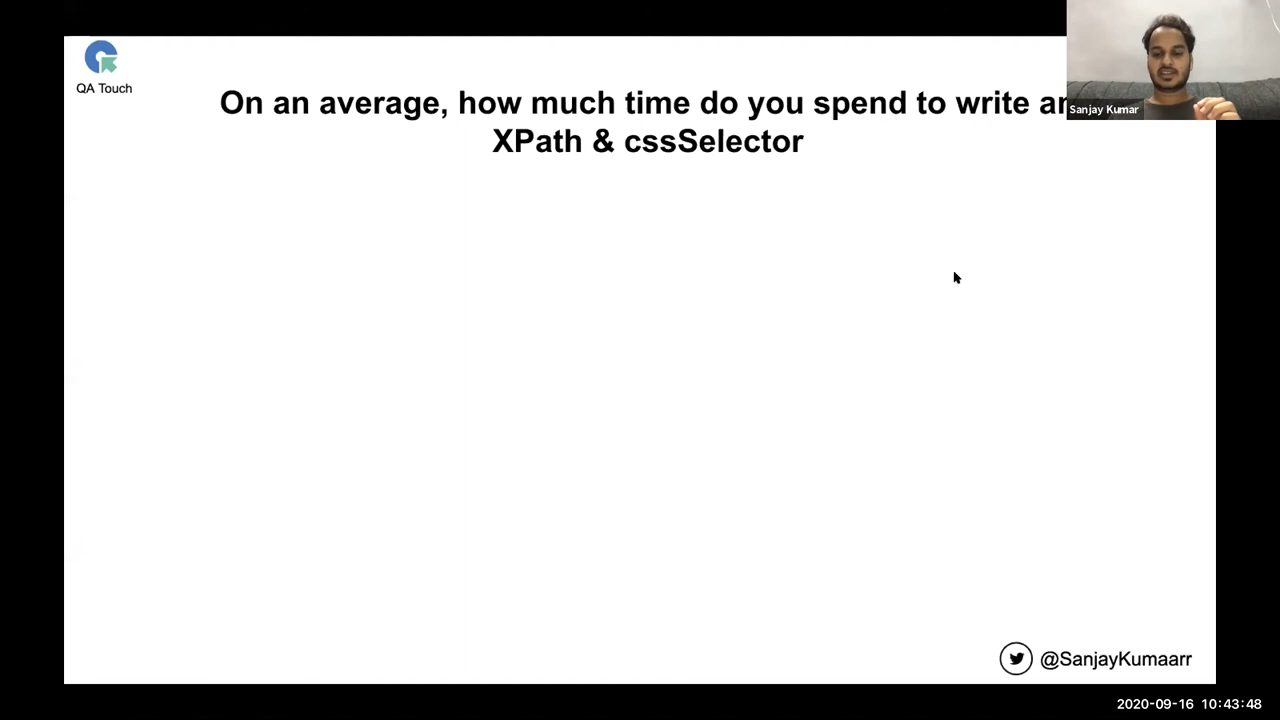 QA Touch
On an average, how much time do you spend to write an
XPath & cssSelector
Sanjay Kumar
@SanjayKumaarr
2020-09-16 10:43:48